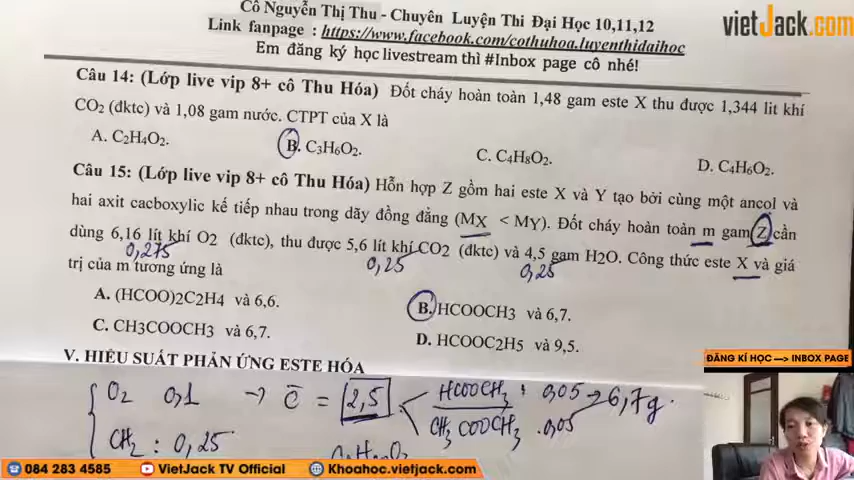 Cô Nguyễn Thị Thu - Chuyên Luyện Thi Đại Học 10,11,12
Link fanpage : https://www.facebook.com/cothuhoa.luyenthidaihoc
Em đăng ký học livestream thì #Inbox page cô nhé!
vietJack.com
Câu 14: (Lớp live vip 8+ cô Thu Hóa) Đốt cháy hoàn toàn 1,48 gam este X thu được 1,344 lit khí
CO2 (đktc) và 1,08 gam nước. CTPT của X là
A. C2H4O2. B. C3H6O2. C. C4H8O2. D. C4H6O2.
Câu 15: (Lớp live vip 8+ cô Thu Hóa) Hỗn hợp Z gồm hai este X và Y tạo bởi cùng một ancol và
hai axit cacboxylic kế tiếp nhau trong dãy đồng đẳng (MX < MY). Đốt cháy hoàn toàn m gam Z cần
dùng 6,16 lít khí O2 (đktc), thu được 5,6 lít khí CO2 (đktc) và 4,5 gam H2O. Công thức este X và giá
0,275 0,25 0,25
trị của m tương ứng là
A. (HCOO)2C2H4 và 6,6. B. HCOOCH3 và 6,7.
C. CH3COOCH3 và 6,7. D. HCOOC2H5 và 9,5.
V. HIỆU SUẤT PHẢN ỨNG ESTE HÓA
ĐĂNG KÍ HỌC —> INBOX PAGE
O2 0,1 → C̅ = 2,5 HCOOCH3 : 0,05 → 6,7g.
CH2 : 0,25 CH3COOCH3 .0,05
084 283 4585 VietJack TV Official Khoahoc.vietjack.com